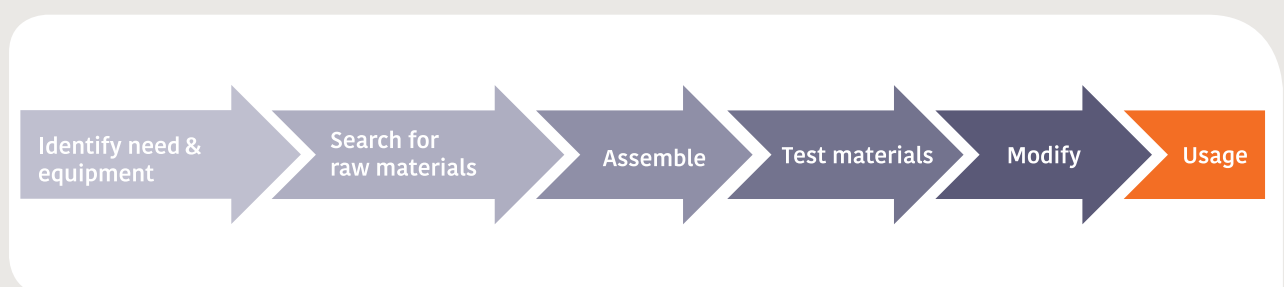 Identify need &
equipment
Search for
raw materials
Assemble
Test materials
Modify
Usage